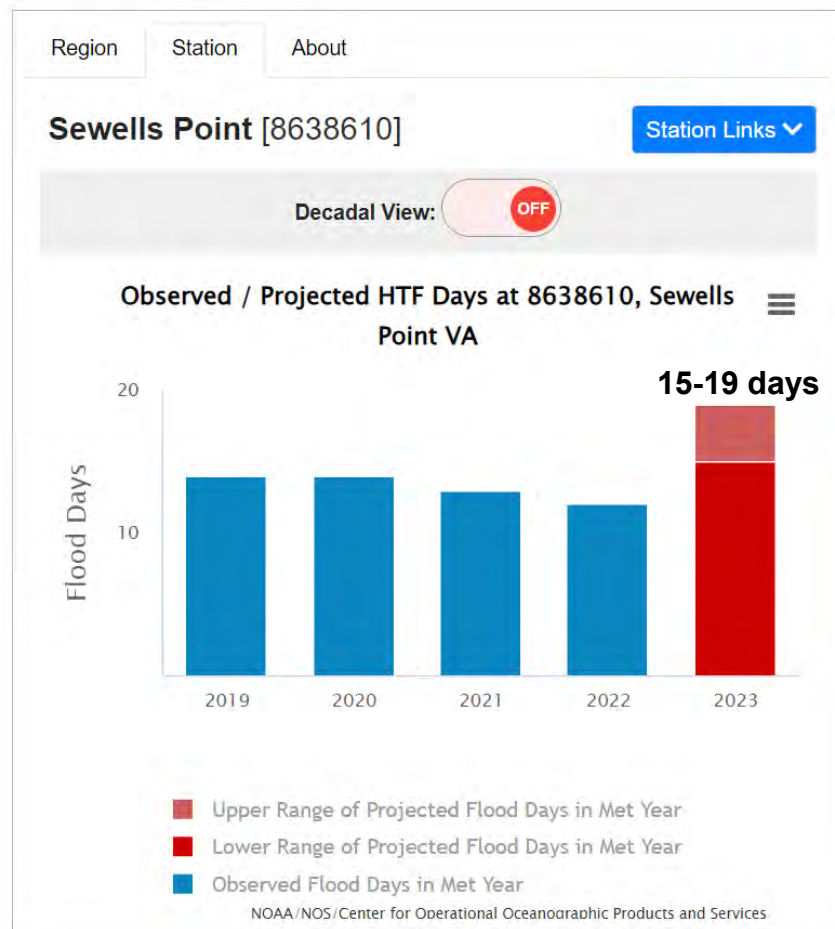 Region Station About
Sewells Point [8638610]
Station Links
Decadal View: OFF
Observed / Projected HTF Days at 8638610, Sewells
Point VA
15-19 days
20
10
Flood Days
2019 2020 2021 2022 2023
Upper Range of Projected Flood Days in Met Year
Lower Range of Projected Flood Days in Met Year
Observed Flood Days in Met Year
NOAA/NOS/Center for Operational Oceanographic Products and Services